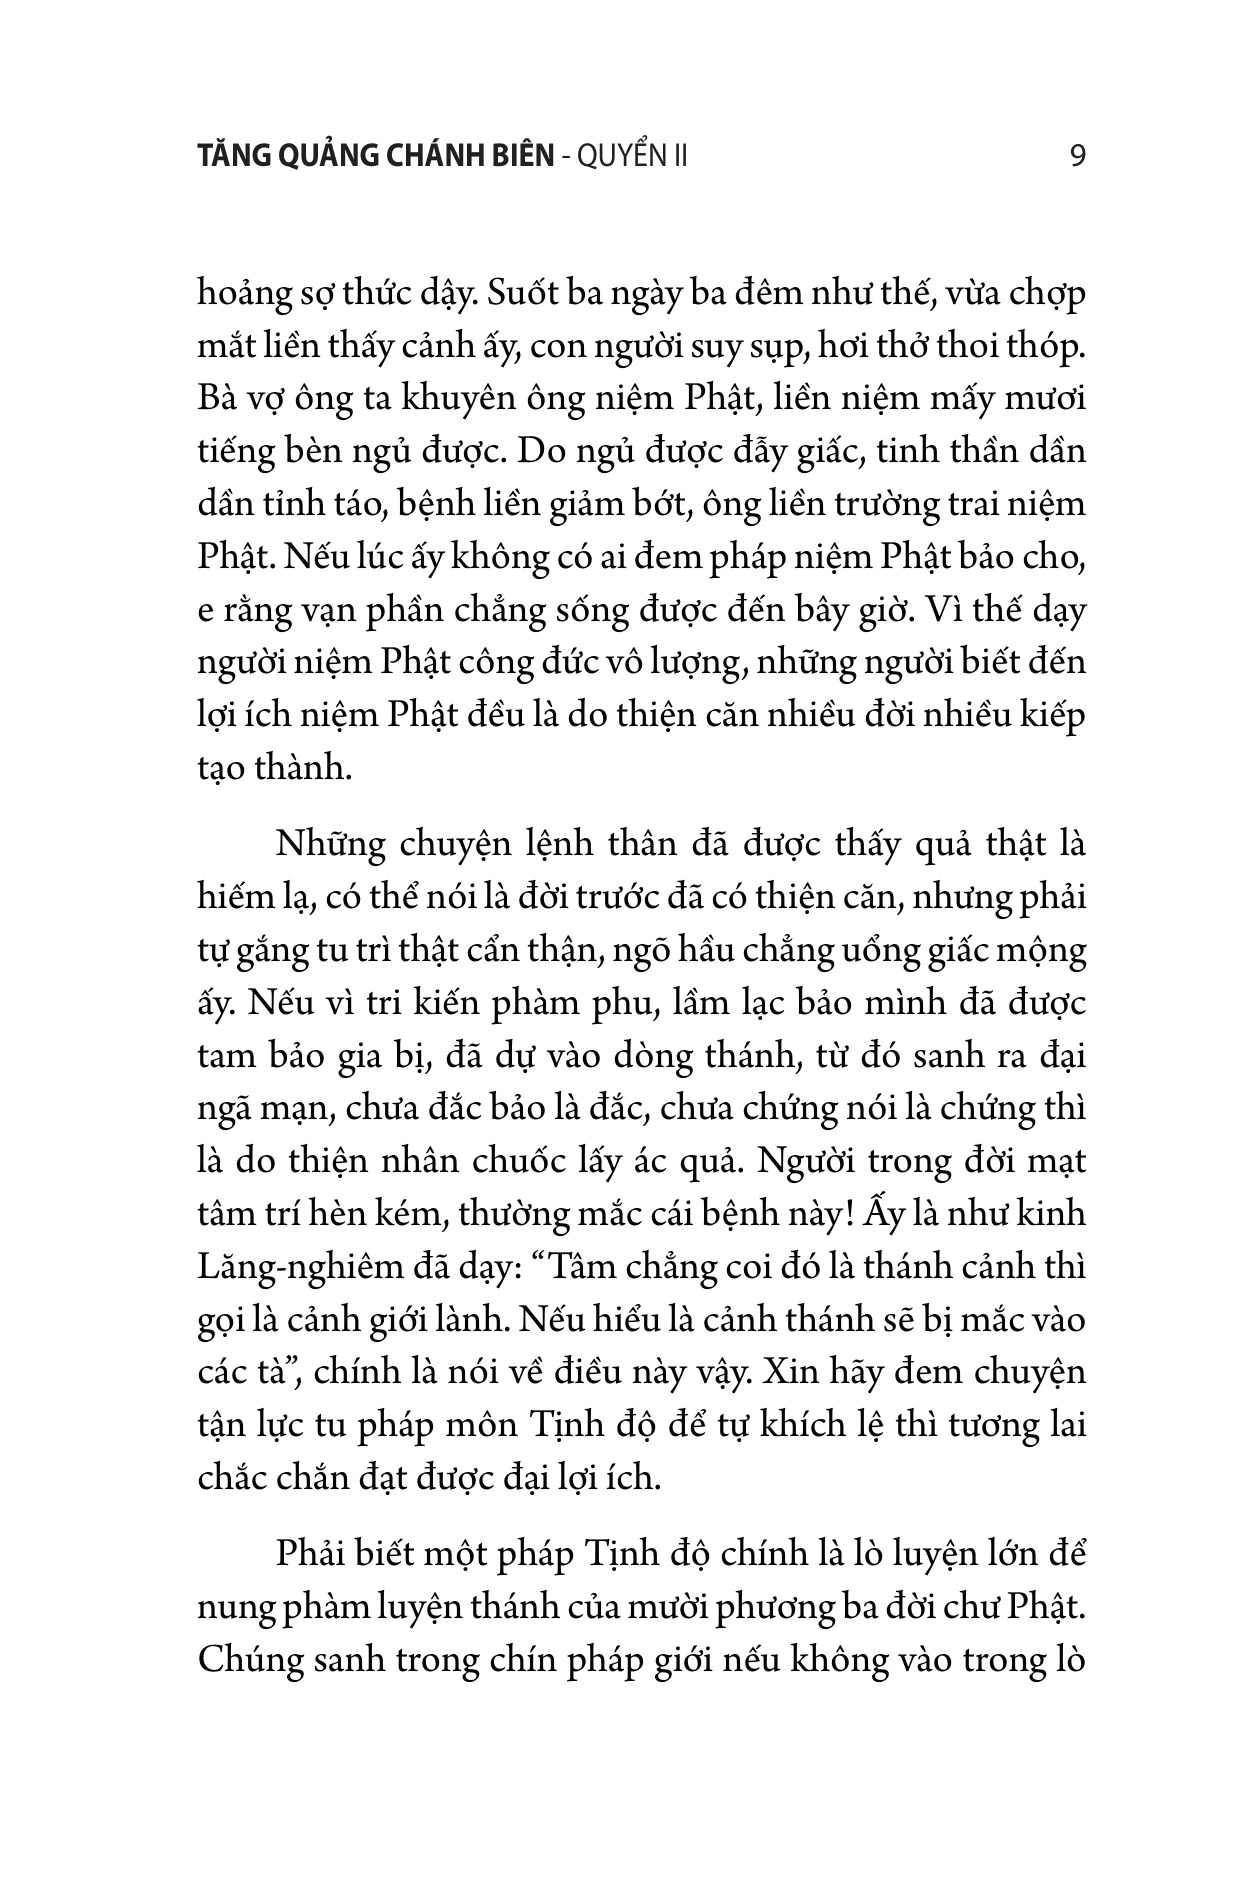 TĂNG QUẢNG CHÁNH BIÊN - QUYỂN II 9
hoảng sợ thức dậy. Suốt ba ngày ba đêm như thế, vừa chợp
mắt liền thấy cảnh ấy, con người suy sụp, hơi thở thoi thóp.
Bà vợ ông ta khuyên ông niệm Phật, liền niệm mấy mươi
tiếng bèn ngủ được. Do ngủ được đẫy giấc, tinh thần dần
dần tỉnh táo, bệnh liền giảm bớt, ông liền trường trai niệm
Phật. Nếu lúc ấy không có ai đem pháp niệm Phật bảo cho,
e rằng vạn phần chẳng sống được đến bây giờ. Vì thế dạy
người niệm Phật công đức vô lượng, những người biết đến
lợi ích niệm Phật đều là do thiện căn nhiều đời nhiều kiếp
tạo thành.
Những chuyện lệnh thân đã được thấy quả thật là
hiếm lạ, có thể nói là đời trước đã có thiện căn, nhưng phải
tự gắng tu trì thật cẩn thận, ngõ hầu chẳng uổng giấc mộng
ấy. Nếu vì tri kiến phàm phu, lầm lạc bảo mình đã được
tam bảo gia bị, đã dự vào dòng thánh, từ đó sanh ra đại
ngã mạn, chưa đắc bảo là đắc, chưa chứng nói là chứng thì
là do thiện nhân chuốc lấy ác quả. Người trong đời mạt
tâm trí hèn kém, thường mắc cái bệnh này! Ấy là như kinh
Lăng-nghiêm đã dạy: “Tâm chẳng coi đó là thánh cảnh thì
gọi là cảnh giới lành. Nếu hiểu là cảnh thánh sẽ bị mắc vào
các tà”, chính là nói về điều này vậy. Xin hãy đem chuyện
tận lực tu pháp môn Tịnh độ để tự khích lệ thì tương lai
chắc chắn đạt được đại lợi ích.
Phải biết một pháp Tịnh độ chính là lò luyện lớn để
nung phàm luyện thánh của mười phương ba đời chư Phật.
Chúng sanh trong chín pháp giới nếu không vào trong lò